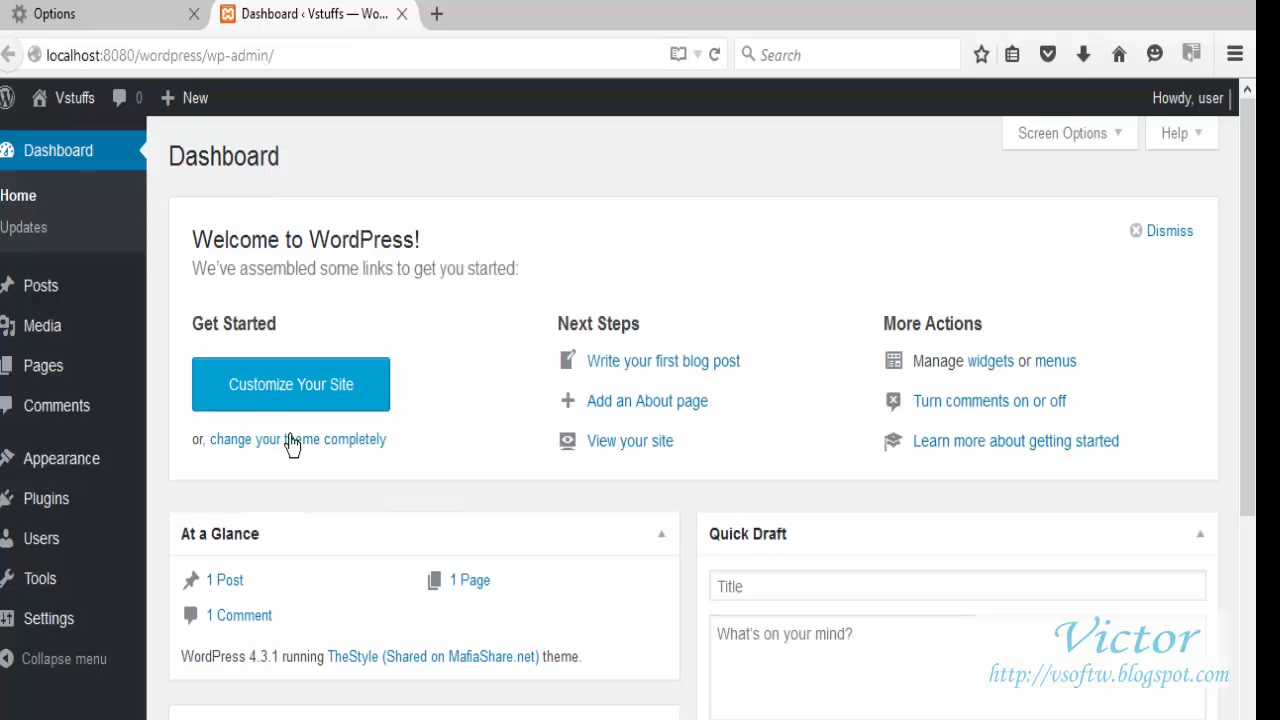 Options
Dashboard ‹ Vstuffs — Wo...
localhost:8080/wordpress/wp-admin/
Search
Vstuffs
0
New
Howdy, user
Dashboard
Home
Updates
Posts
Media
Pages
Comments
Appearance
Plugins
Users
Tools
Settings
Collapse menu
Screen Options
Help
Dashboard
Welcome to WordPress!
Dismiss
We've assembled some links to get you started:
Get Started
Customize Your Site
or, change your theme completely
Next Steps
Write your first blog post
Add an About page
View your site
More Actions
Manage widgets or menus
Turn comments on or off
Learn more about getting started
At a Glance
1 Post
1 Page
1 Comment
WordPress 4.3.1 running TheStyle (Shared on MafiaShare.net) theme.
Quick Draft
Title
What's on your mind?
Victor
http://vsoftw.blogspot.com